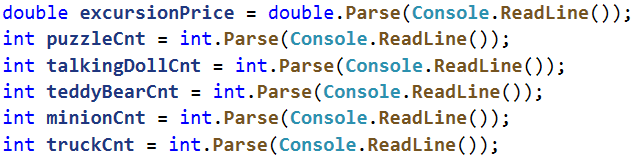 double excursionPrice = double.Parse(Console.ReadLine());
int puzzleCnt = int.Parse(Console.ReadLine());
int talkingDollCnt = int.Parse(Console.ReadLine());
int teddyBearCnt = int.Parse(Console.ReadLine());
int minionCnt = int.Parse(Console.ReadLine());
int truckCnt = int.Parse(Console.ReadLine());